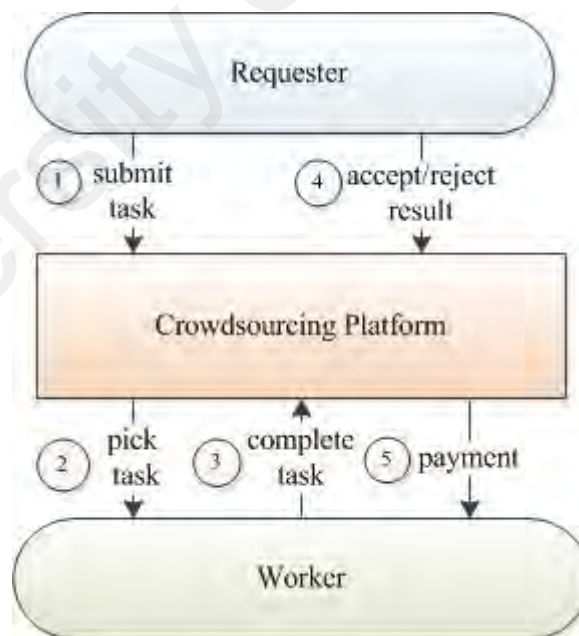 Requester
1 submit
task
4 accept/reject
result
Crowdsourcing Platform
2 pick
task
3 complete
task
5 payment
Worker